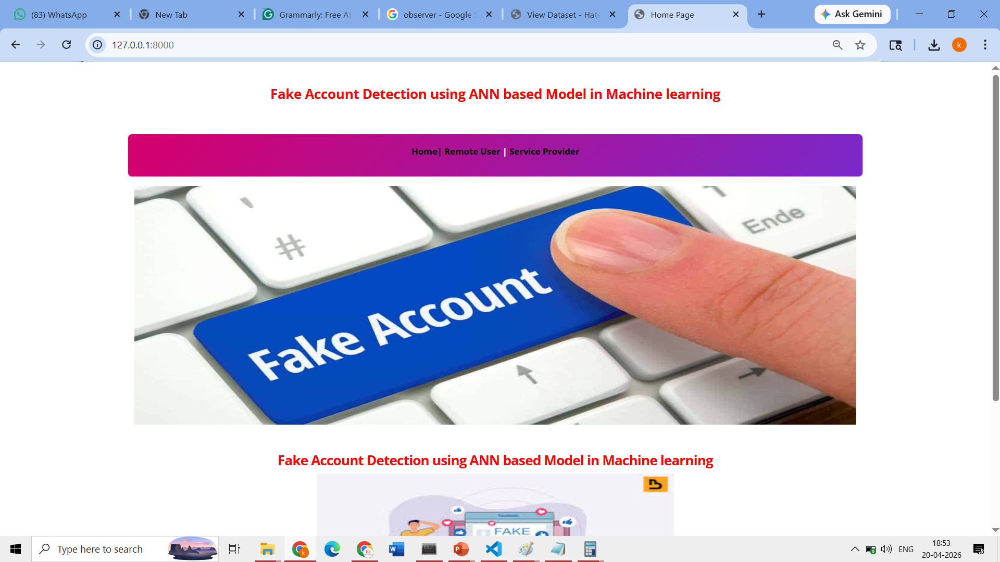 (83) WhatsApp
New Tab
Grammarly: Free AI
observer - Google S
View Dataset - Hate
Home Page
Ask Gemini
127.0.0.1:8000
k
Fake Account Detection using ANN based Model in Machine learning
Home| Remote User | Service Provider
'
#
Ende
Fake Account
Fake Account Detection using ANN based Model in Machine learning
FAKE
Type here to search
ENG
18:53
20-04-2026